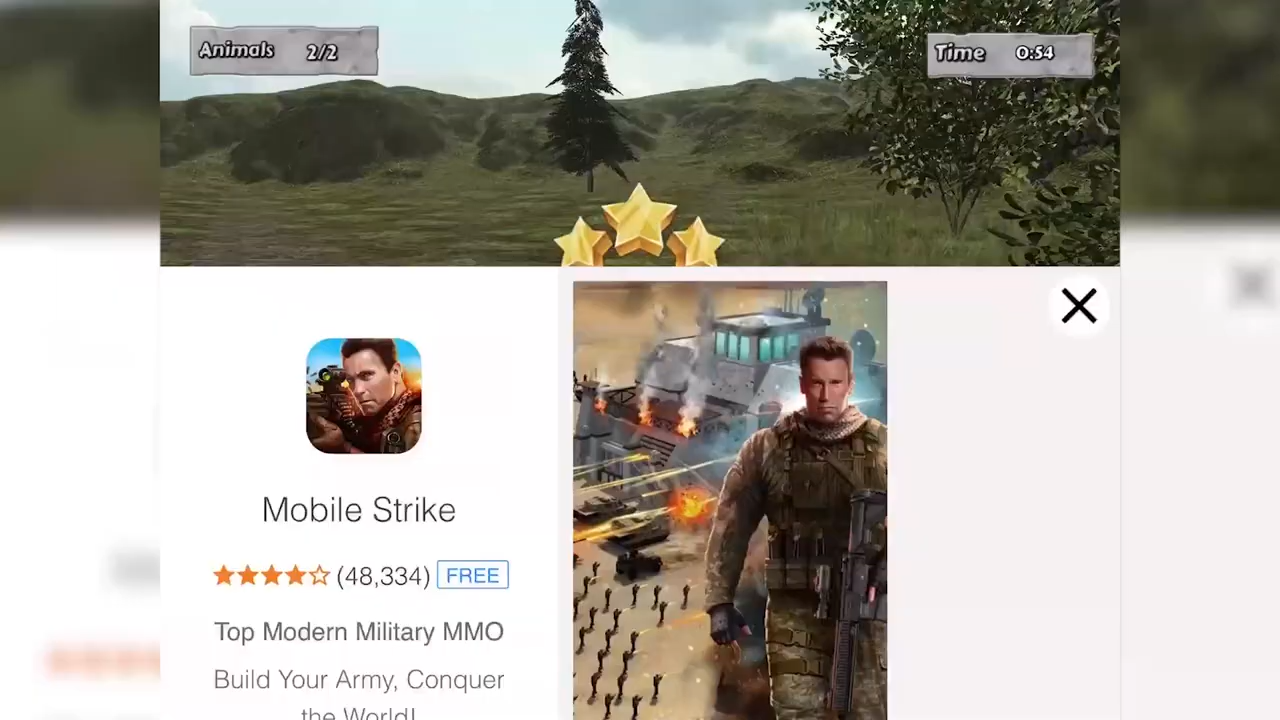 Animals 2/2
Time 0:54
Mobile Strike
(48,334) FREE
Top Modern Military MMO
Build Your Army, Conquer
the World!